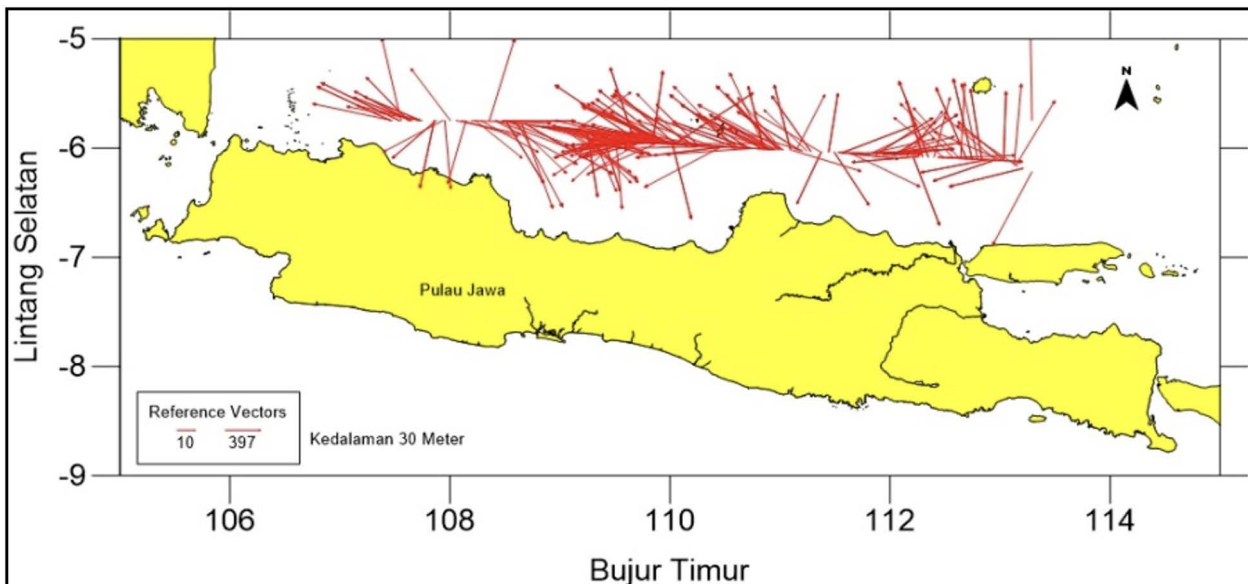 -5
N
-6
Lintang Selatan
-7
Pulau Jawa
-8
Reference Vectors
10 397
Kedalaman 30 Meter
-9
106 108 110 112 114
Bujur Timur